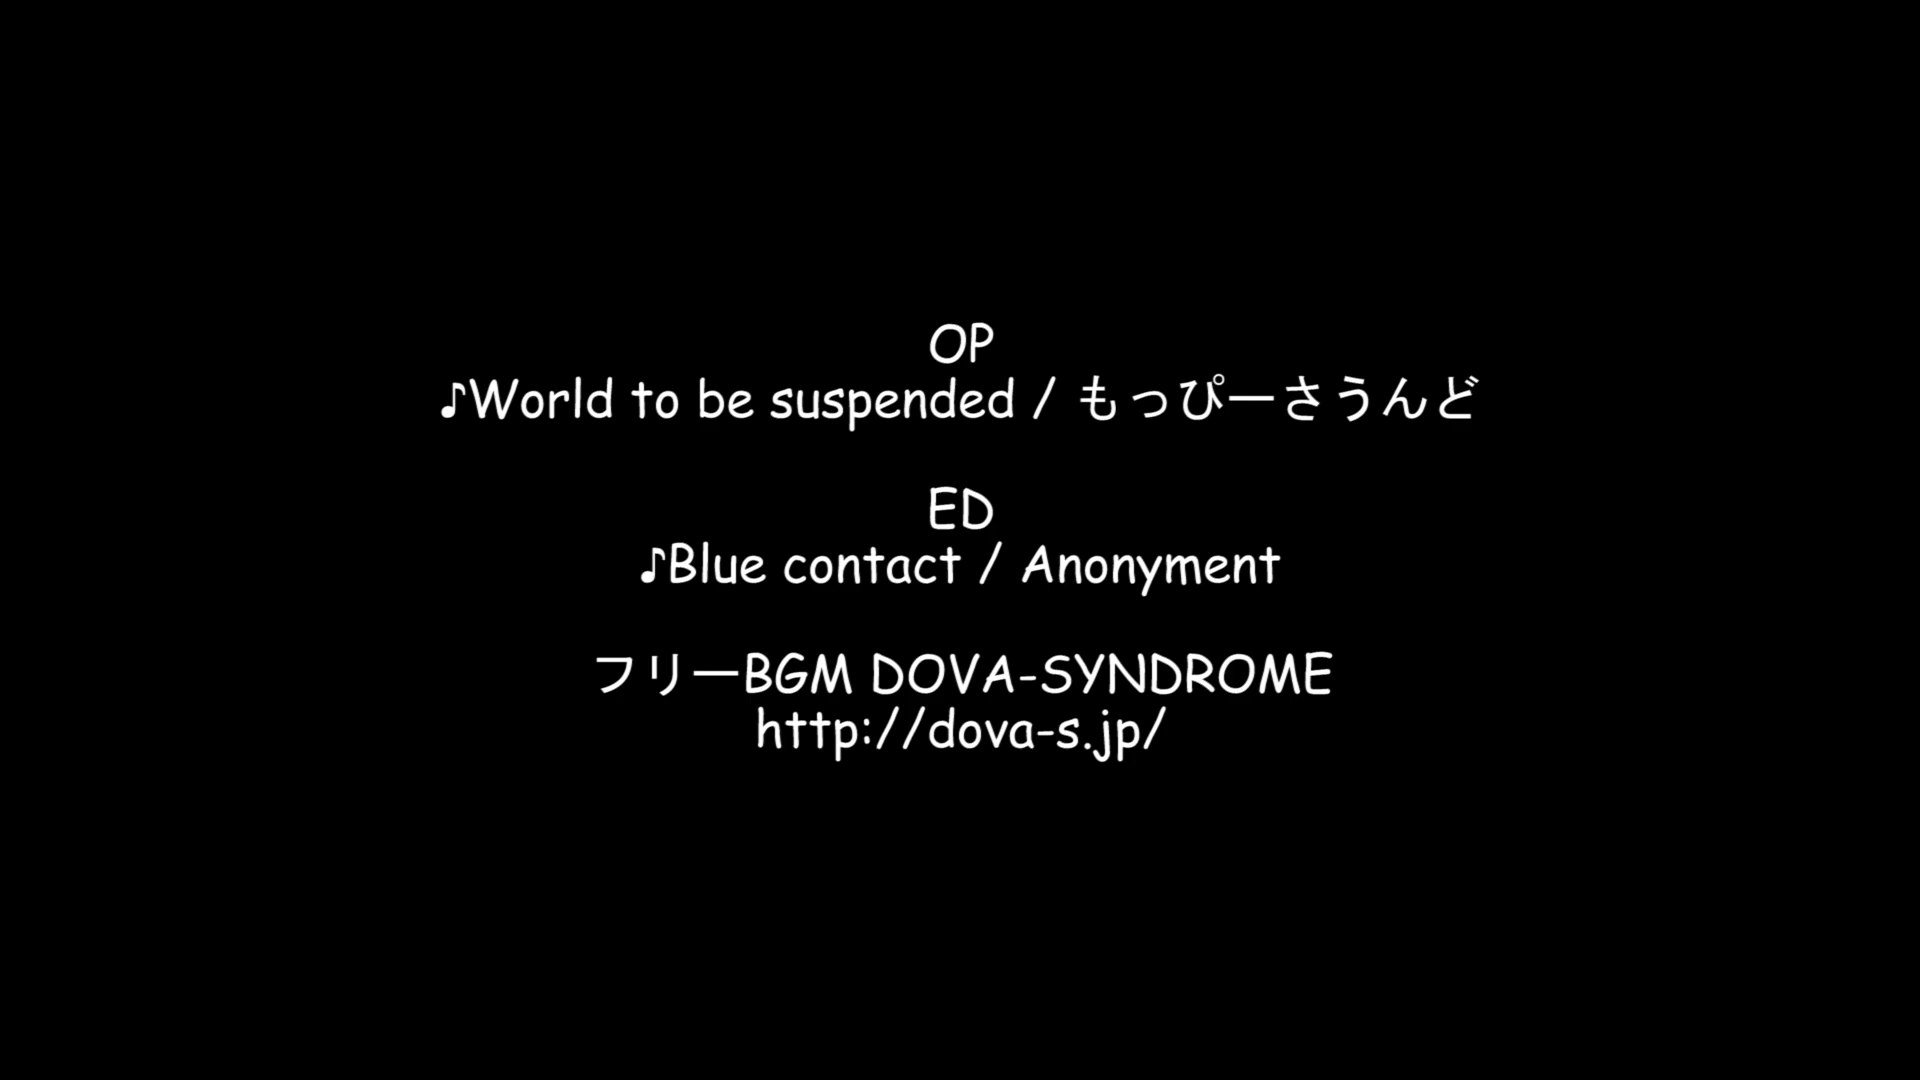 OP
♪World to be suspended / もっぴーさうんど
ED
♪Blue contact / Anonyment
フリーBGM DOVA-SYNDROME
http://dova-s.jp/